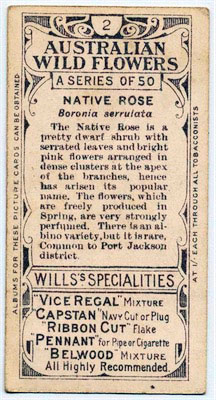 2
AUSTRALIAN
WILD FLOWERS
A SERIES OF 50
NATIVE ROSE
Boronia serrulata
The Native Rose is a
pretty dwarf shrub with
serrated leaves and bright
pink flowers arranged in
dense clusters at the apex
of the branches, hence
has arisen its popular
name. The flowers, which
are freely produced in
Spring, are very strongly
perfumed. There is an al-
bino variety, but it is rare.
Common to Port Jackson
district.
WILLS'S SPECIALITIES
"VICE REGAL" MIXTURE
"CAPSTAN" NAVY CUT OR PLUG
"RIBBON CUT" Flake
"PENNANT" for Pipe or Cigarette
"BELWOOD" MIXTURE
All Highly Recommended.
ALBUMS FOR THESE PICTURE CARDS CAN BE OBTAINED
AT 1/- EACH THROUGH ALL TOBACCONISTS